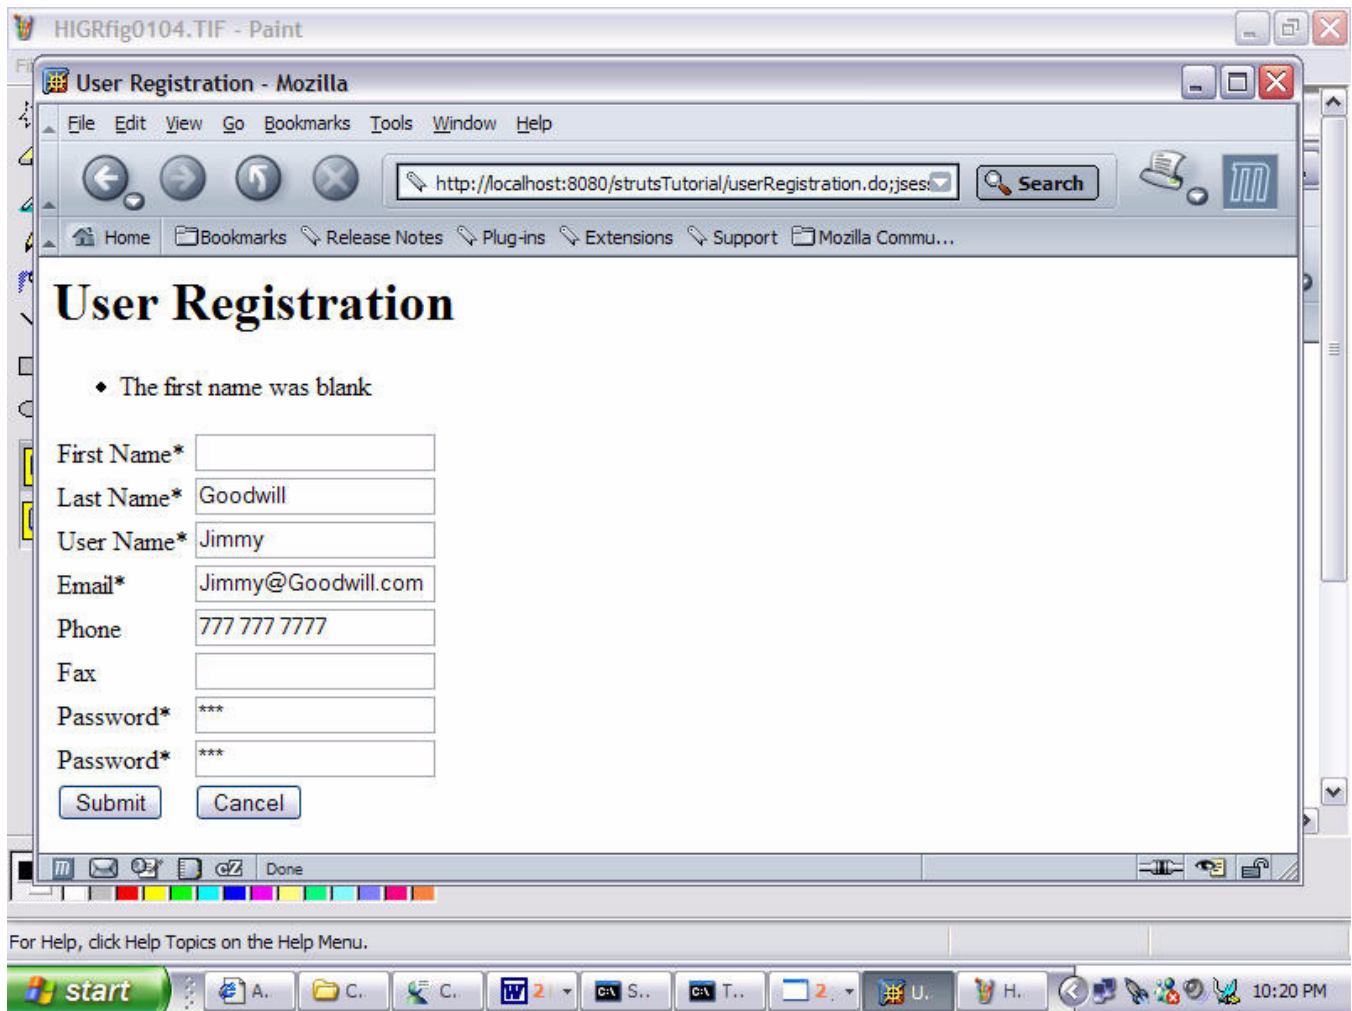 HIGRfig0104.TIF - Paint
User Registration - Mozilla
File Edit View Go Bookmarks Tools Window Help
http://localhost:8080/strutsTutorial/userRegistration.do;jses
Search
Home Bookmarks Release Notes Plug-ins Extensions Support Mozilla Commu...
User Registration
The first name was blank
First Name*
Last Name* Goodwill
User Name* Jimmy
Email* Jimmy@Goodwill.com
Phone 777 777 7777
Fax
Password* ***
Password* ***
Submit Cancel
Done
For Help, click Help Topics on the Help Menu.
start A. C. C. 2 S.. T.. 2. U. H. 10:20 PM